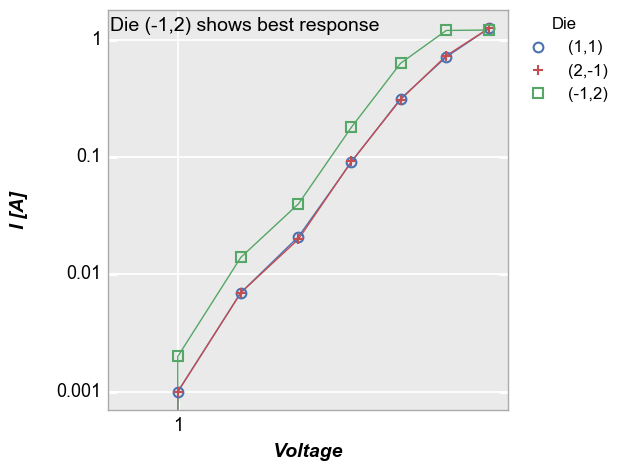 Die (-1,2) shows best response
Die
(1,1)
(2,-1)
(-1,2)
1
0.1
0.01
0.001
I [A]
1
Voltage